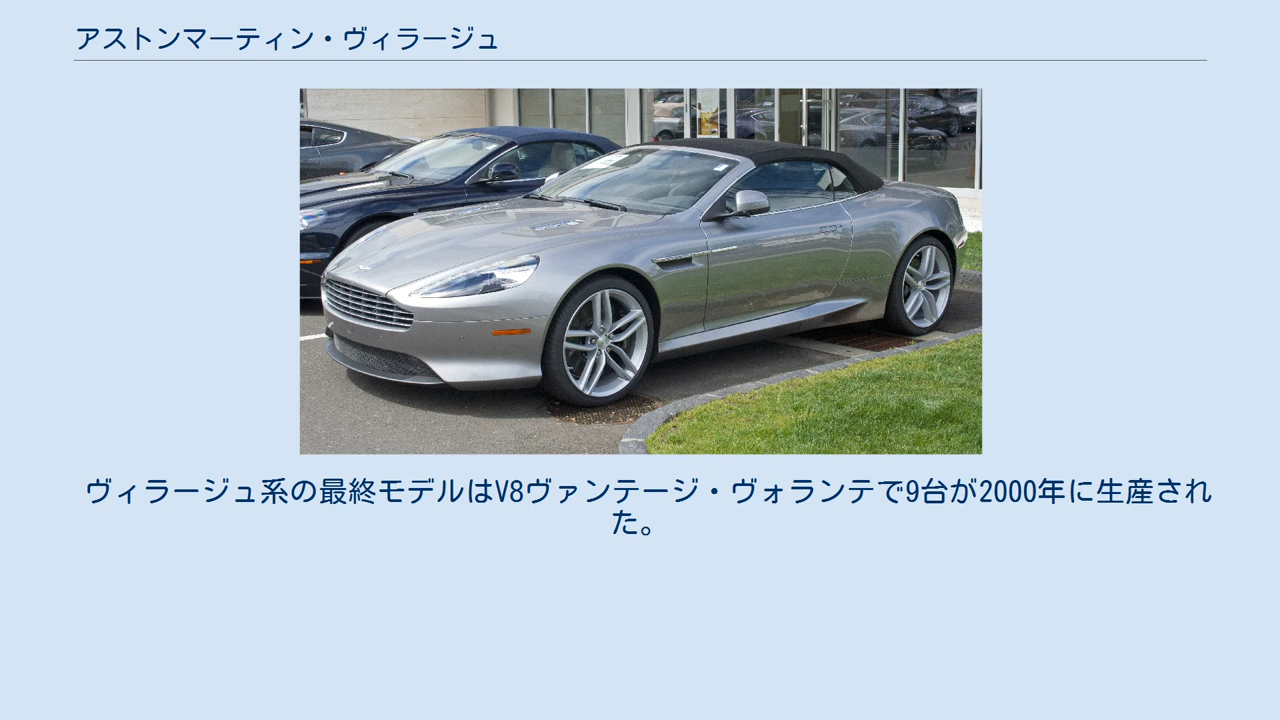 アストンマーティン・ヴィラージュ
ヴィラージュ系の最終モデルはV8ヴァンテージ・ヴォランテで9台が2000年に生産され
た。